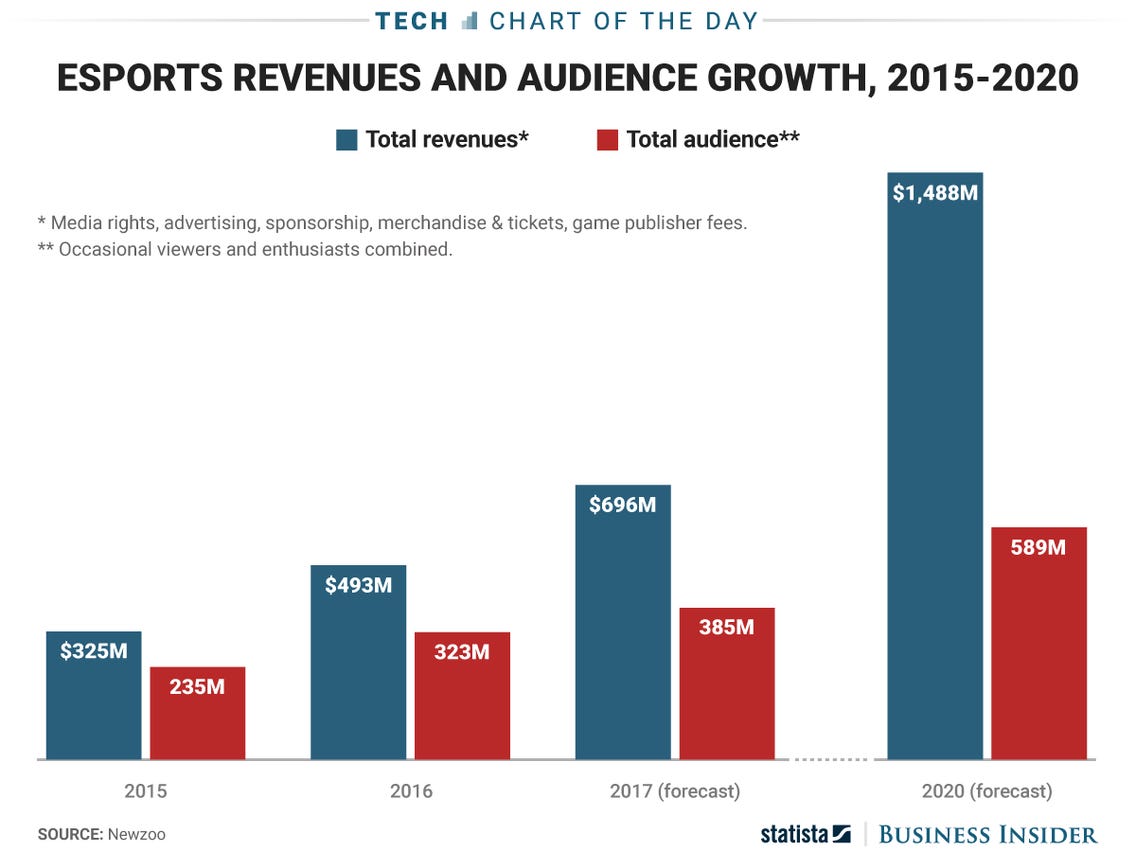 TECH CHART OF THE DAY
ESPORTS REVENUES AND AUDIENCE GROWTH, 2015-2020
Total revenues* Total audience**
* Media rights, advertising, sponsorship, merchandise & tickets, game publisher fees.
** Occasional viewers and enthusiasts combined.
$325M
235M
$493M
323M
$696M
385M
$1,488M
589M
2015 2016 2017 (forecast) 2020 (forecast)
SOURCE: Newzoo
statista BUSINESS INSIDER